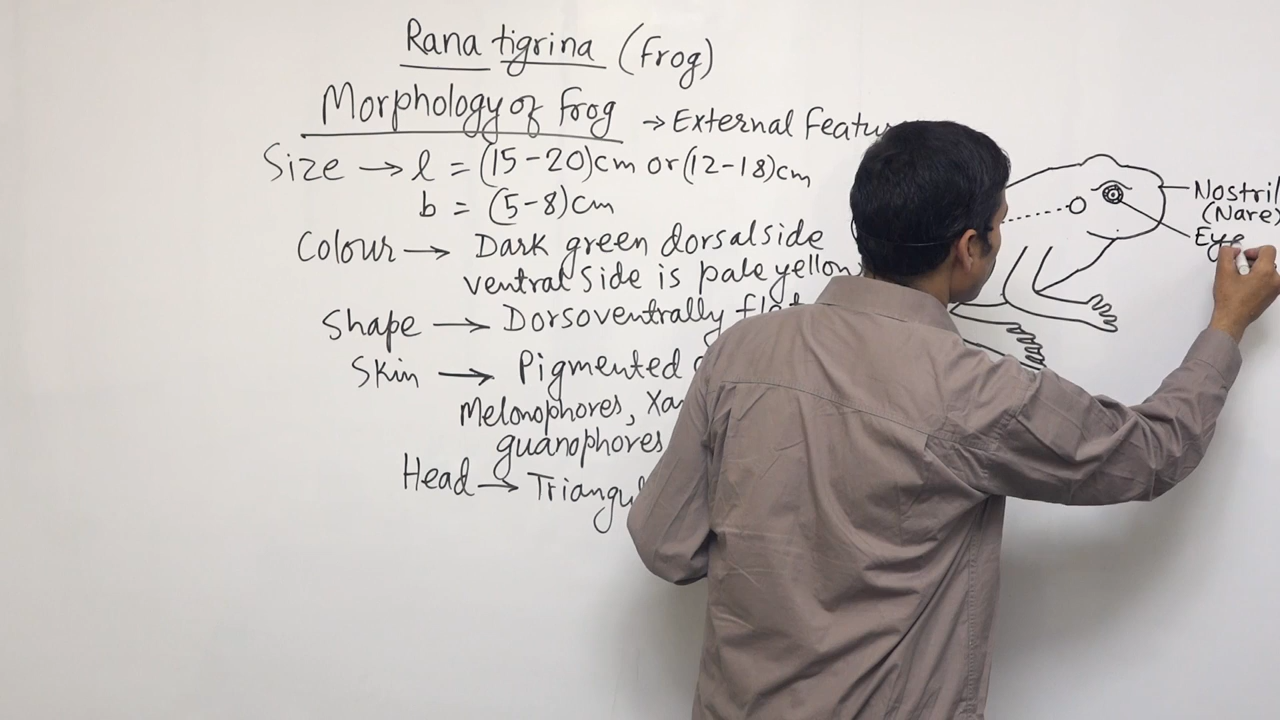 Rana tigrina (Frog)
Morphology of Frog → External
Size → l = (15-20)cm or (12-18)cm
b = (5-8)cm
Colour → Dark green dorsal side
ventral side is pale yellow
Shape → Dorsoventrally
Skin → Pigmented
Melonophores,
guanophores
Head →
Nostril
(Nare)
Eye